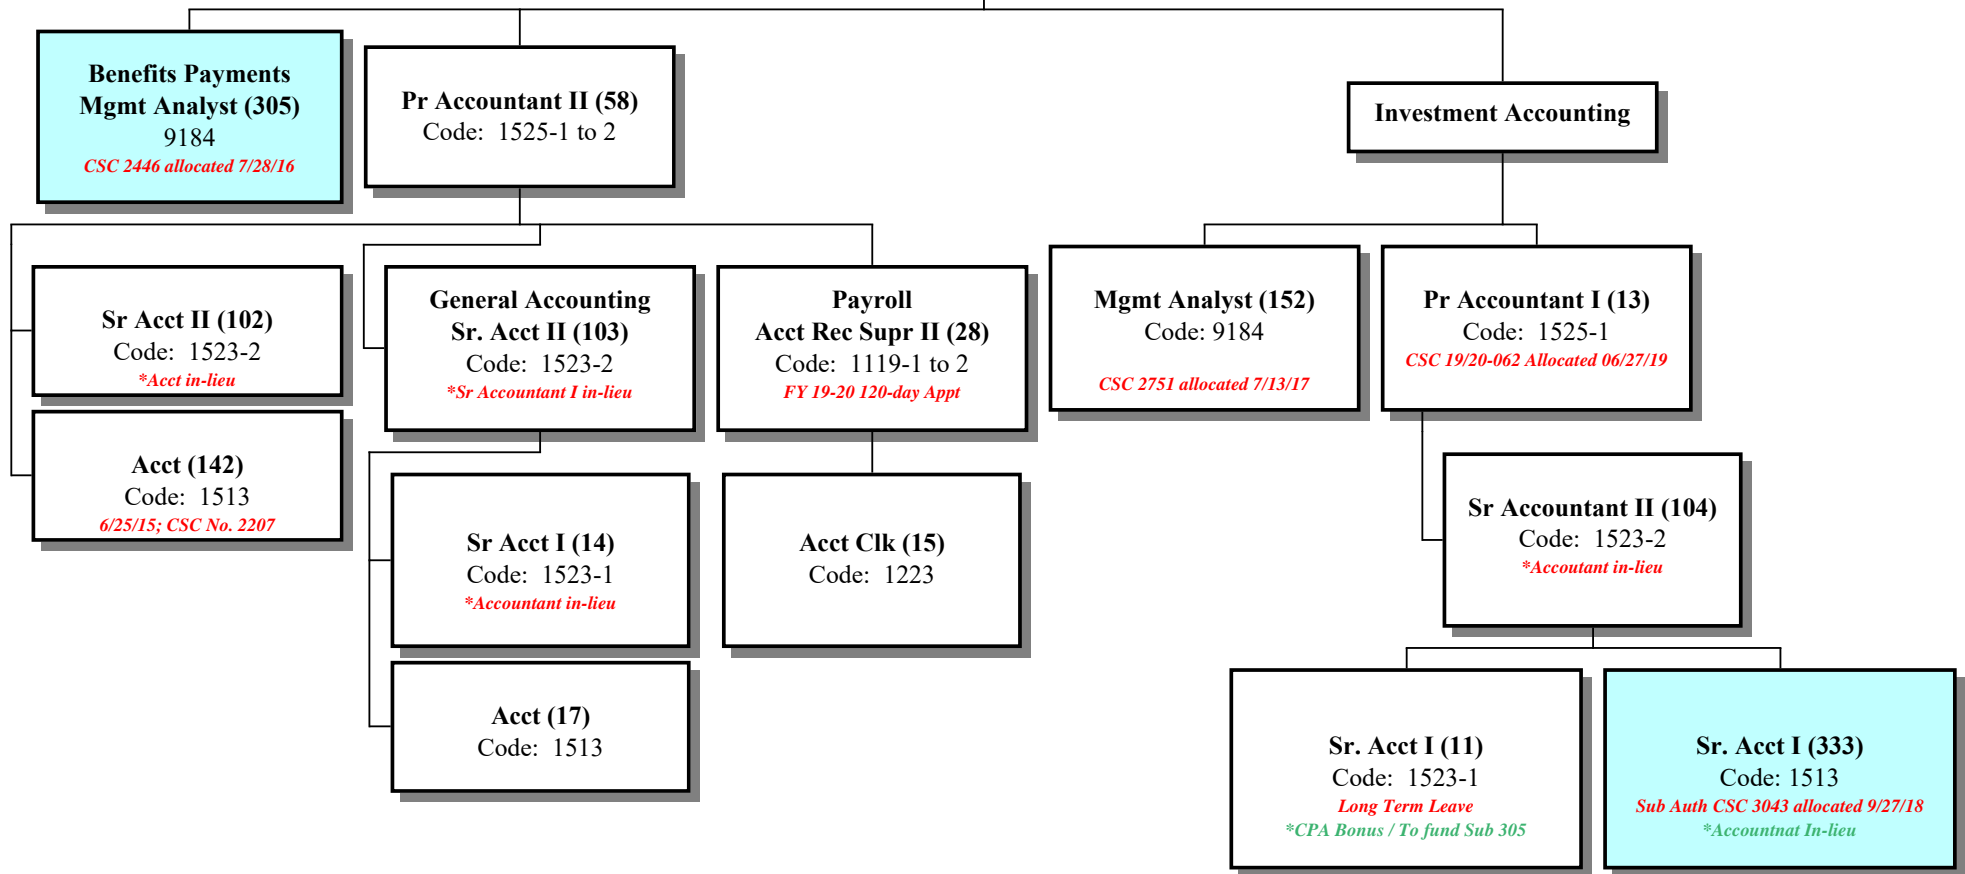 Benefits Payments
Mgmt Analyst (305)
9184
CSC 2446 allocated 7/28/16
Pr Accountant II (58)
Code: 1525-1 to 2
Investment Accounting
Sr Acct II (102)
Code: 1523-2
*Acct in-lieu
General Accounting
Sr. Acct II (103)
Code: 1523-2
*Sr Accountant I in-lieu
Payroll
Acct Rec Supr II (28)
Code: 1119-1 to 2
FY 19-20 120-day Appt
Mgmt Analyst (152)
Code: 9184
CSC 2751 allocated 7/13/17
Pr Accountant I (13)
Code: 1525-1
CSC 19/20-062 Allocated 06/27/19
Acct (142)
Code: 1513
6/25/15; CSC No. 2207
Sr Acct I (14)
Code: 1523-1
*Accountant in-lieu
Acct Clk (15)
Code: 1223
Sr Accountant II (104)
Code: 1523-2
*Accoutant in-lieu
Acct (17)
Code: 1513
Sr. Acct I (11)
Code: 1523-1
Long Term Leave
*CPA Bonus / To fund Sub 305
Sr. Acct I (333)
Code: 1513
Sub Auth CSC 3043 allocated 9/27/18
*Accountnat In-lieu